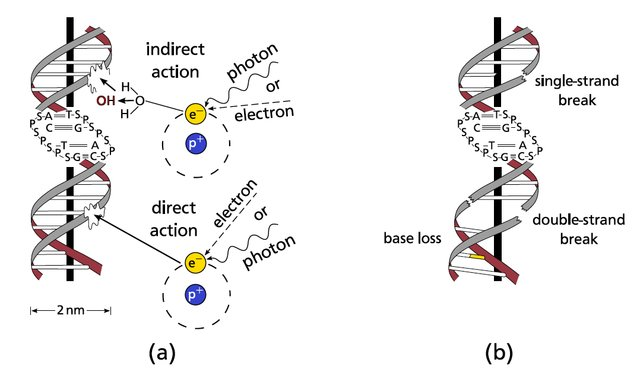 indirect
action
photon
or
electron
H
OH
O
H
e⁻
p⁺
S A T S
P C G P
S S
P P
S T A S
P S G C S P
direct
action
electron
or
photon
e⁻
p⁺
2 nm
(a)
single-strand
break
S A T S
P C G P
S S
P P
S T A S
P S G C S P
double-strand
break
base loss
(b)